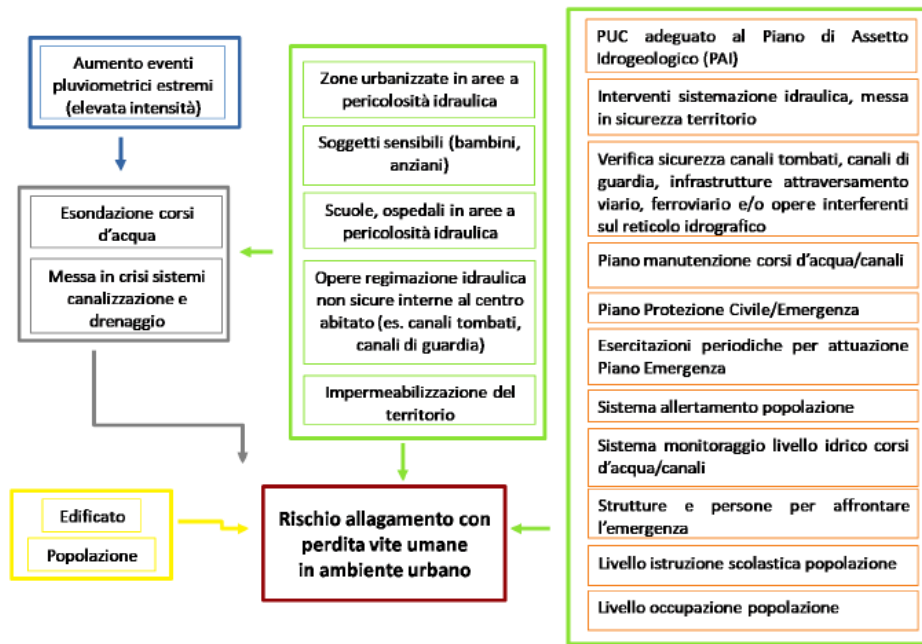 Aumento eventi
pluviometrici estremi
(elevata intensità)
Esondazione corsi
d'acqua
Messa in crisi sistemi
canalizzazione e
drenaggio
Edificato
Popolazione
Zone urbanizzate in aree a
pericolosità idraulica
Soggetti sensibili (bambini,
anziani)
Scuole, ospedali in aree a
pericolosità idraulica
Opere regimazione idraulica
non sicure interne al centro
abitato (es. canali tombati,
canali di guardia)
Impermeabilizzazione del
territorio
Rischio allagamento con
perdita vite umane
in ambiente urbano
PUC adeguato al Piano di Assetto
Idrogeologico (PAI)
Interventi sistemazione idraulica, messa
in sicurezza territorio
Verifica sicurezza canali tombati, canali di
guardia, infrastrutture attraversamento
viario, ferroviario e/o opere interferenti
sul reticolo idrografico
Piano manutenzione corsi d'acqua/canali
Piano Protezione Civile/Emergenza
Esercitazioni periodiche per attuazione
Piano Emergenza
Sistema allertamento popolazione
Sistema monitoraggio livello idrico corsi
d'acqua/canali
Strutture e persone per affrontare
l'emergenza
Livello istruzione scolastica popolazione
Livello occupazione popolazione